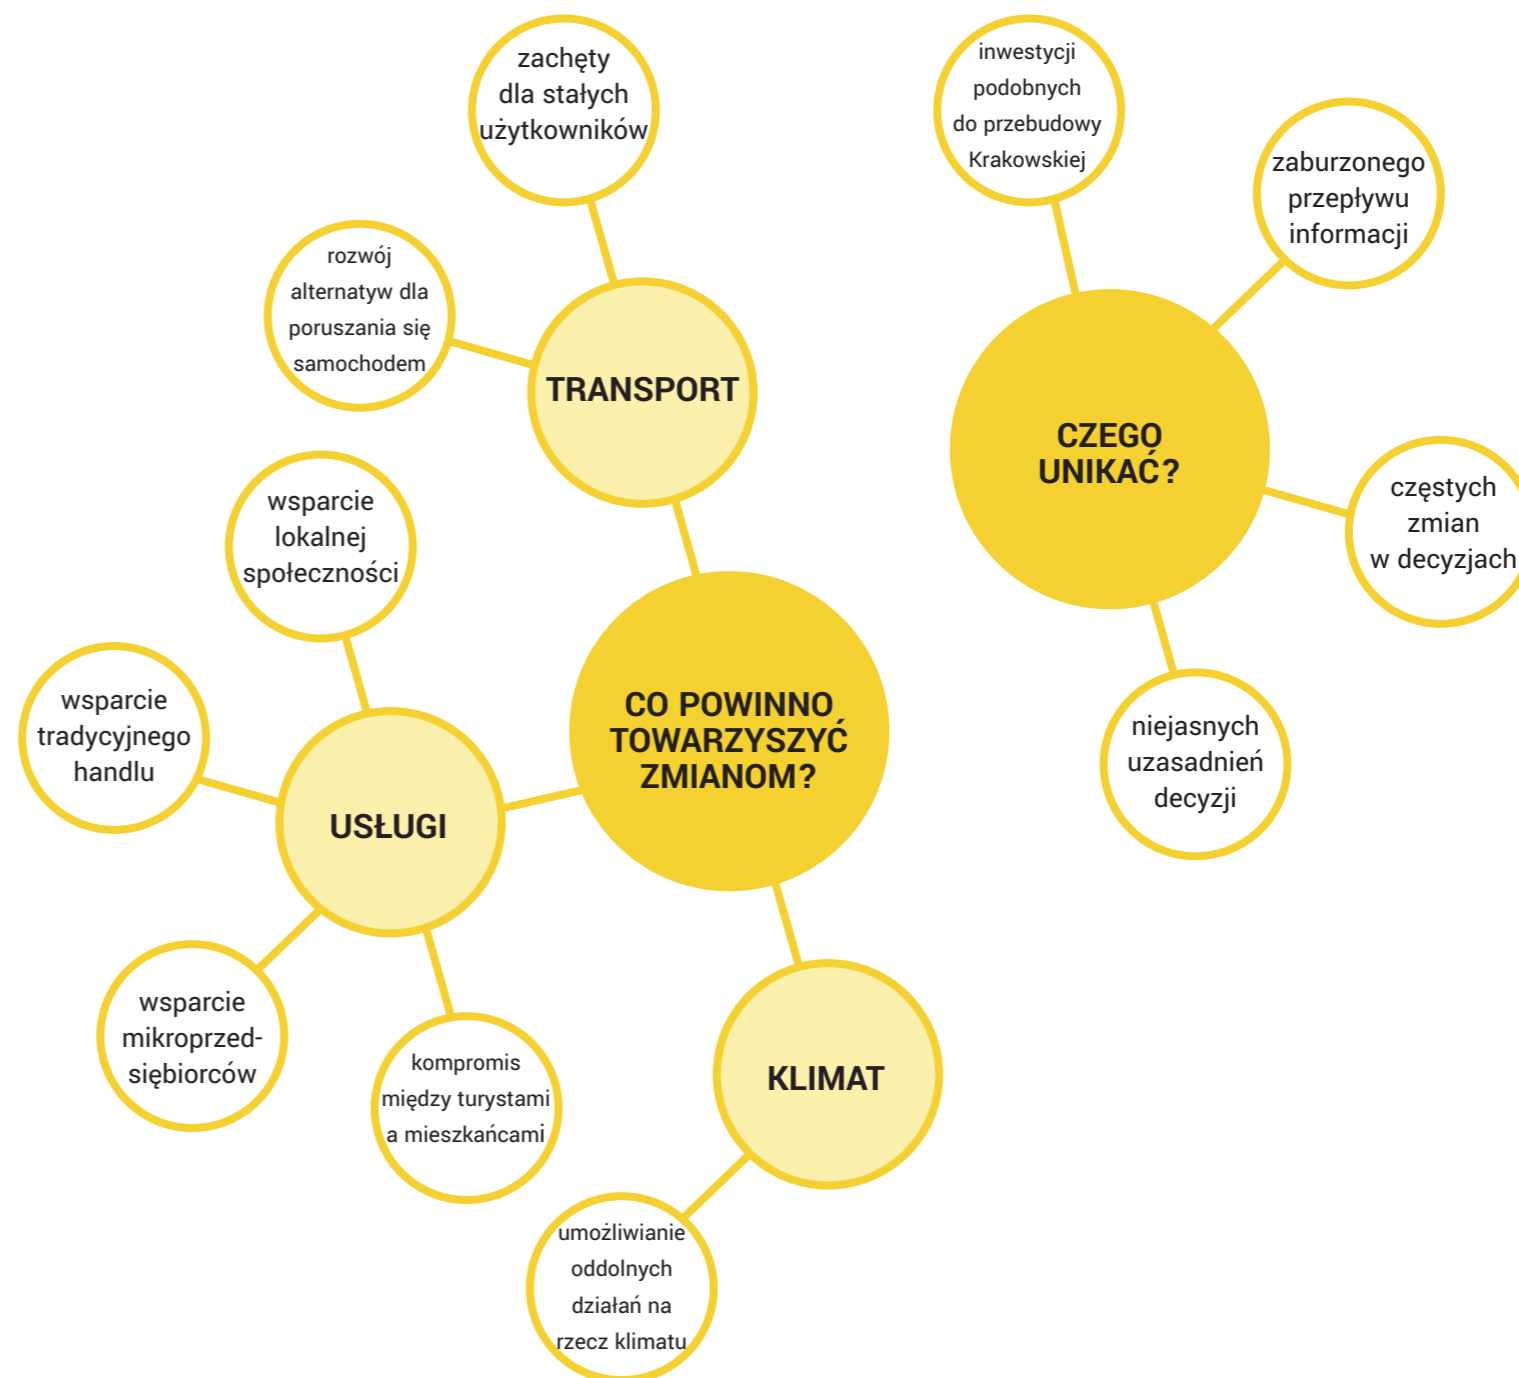 zachęty
dla stałych
użytkowników
rozwój
alternatyw dla
poruszania się
samochodem
TRANSPORT
wsparcie
lokalnej
społeczności
wsparcie
tradycyjnego
handlu
USŁUGI
wsparcie
mikroprzed-
siębiorców
kompromis
między turystami
a mieszkańcami
CO POWINNO
TOWARZYSZYĆ
ZMIANOM?
KLIMAT
umożliwianie
oddolnych
działań na
rzecz klimatu
inwestycji
podobnych
do przebudowy
Krakowskiej
zaburzonego
przepływu
informacji
CZEGO
UNIKAĆ?
częstych
zmian
w decyzjach
niejasnych
uzasadnień
decyzji